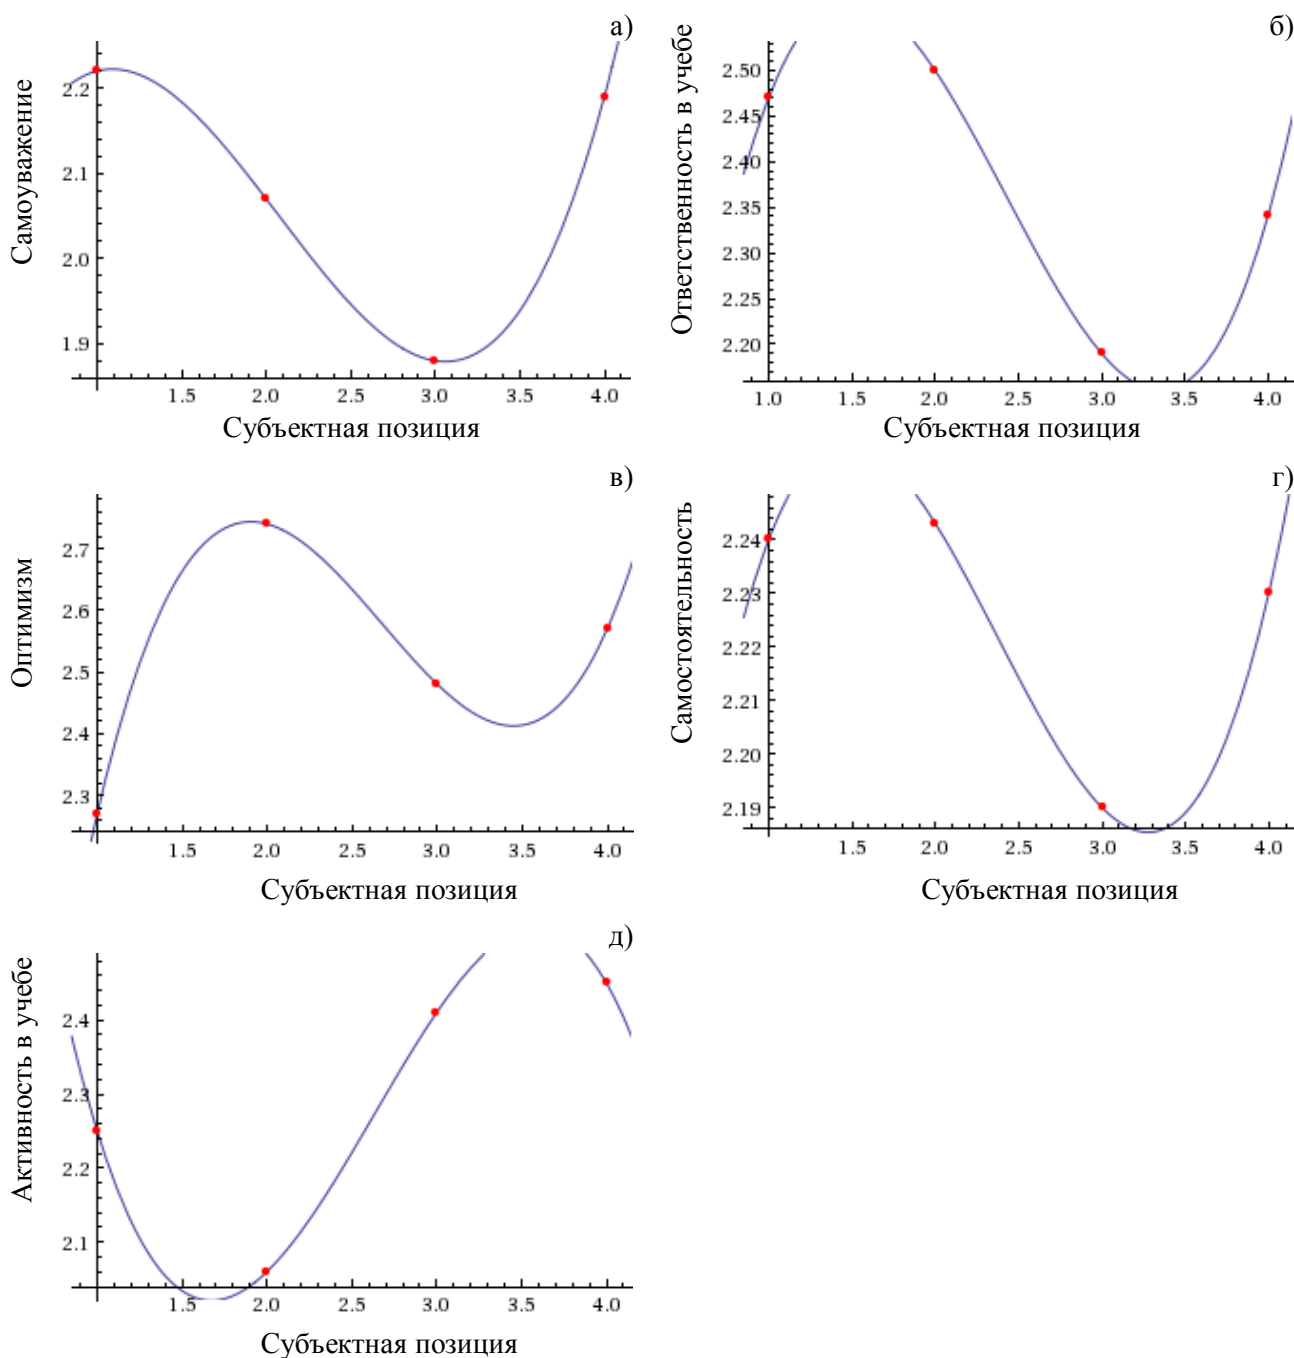 а)
Самоуважение
2.2
2.1
2.0
1.9
1.5 2.0 2.5 3.0 3.5 4.0
Субъектная позиция
б)
Ответственность в учебе
2.50
2.45
2.40
2.35
2.30
2.25
2.20
1.0 1.5 2.0 2.5 3.0 3.5 4.0
Субъектная позиция
в)
Оптимизм
2.7
2.6
2.5
2.4
2.3
1.5 2.0 2.5 3.0 3.5 4.0
Субъектная позиция
г)
Самостоятельность
2.24
2.23
2.22
2.21
2.20
2.19
1.5 2.0 2.5 3.0 3.5 4.0
Субъектная позиция
д)
Активность в учебе
2.4
2.3
2.2
2.1
1.5 2.0 2.5 3.0 3.5 4.0
Субъектная позиция